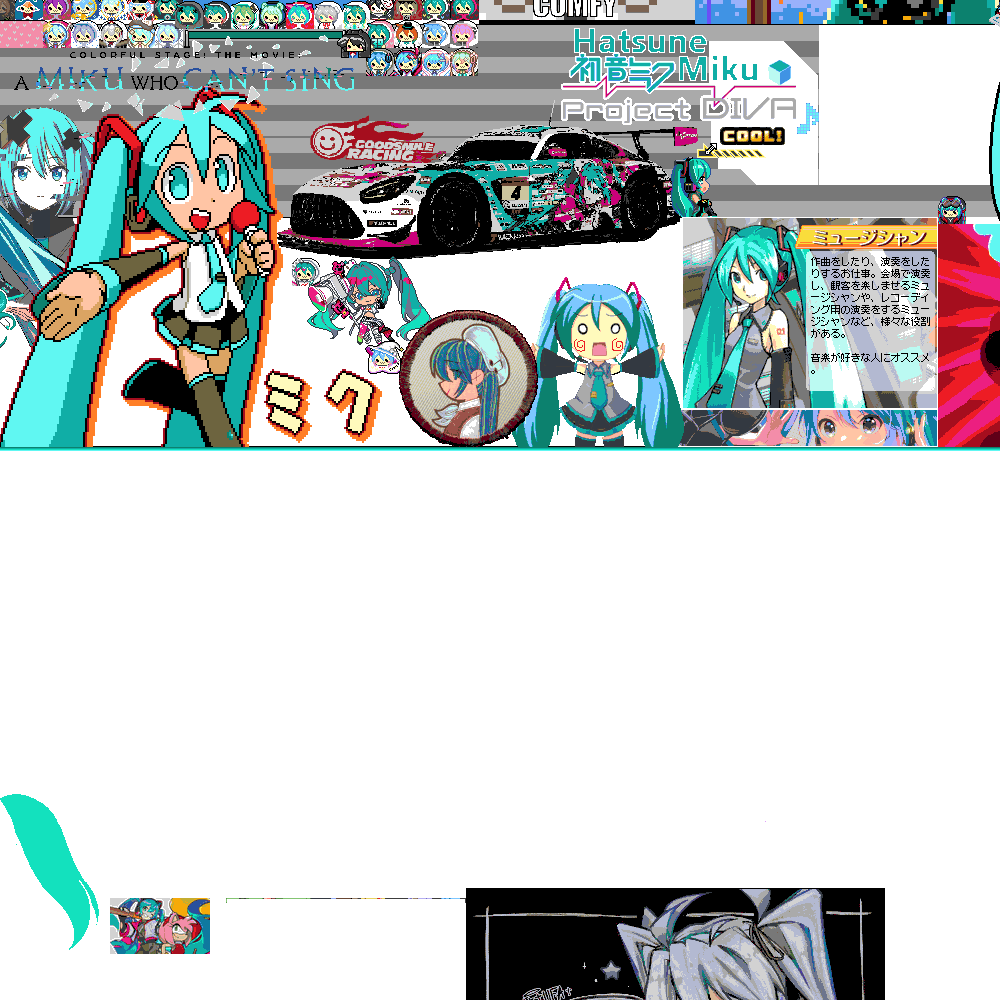 COMFY
COLORFUL STAGE! THE MOVIE:
A MIKU WHO CAN'T SING
Hatsune
初音ミク Miku
Project DIVA
COOL!
GOODSMILE
RACING
4
ミュージシャン
作曲をしたり、演奏をした
りするお仕事。会場で演奏
し、観客を楽しませるミュ
ージシャンや、レコーディ
ング用の演奏をするミュー
ジシャンなど、様々な役割
がある。
音楽が好きな人にオススメ
。
ミク